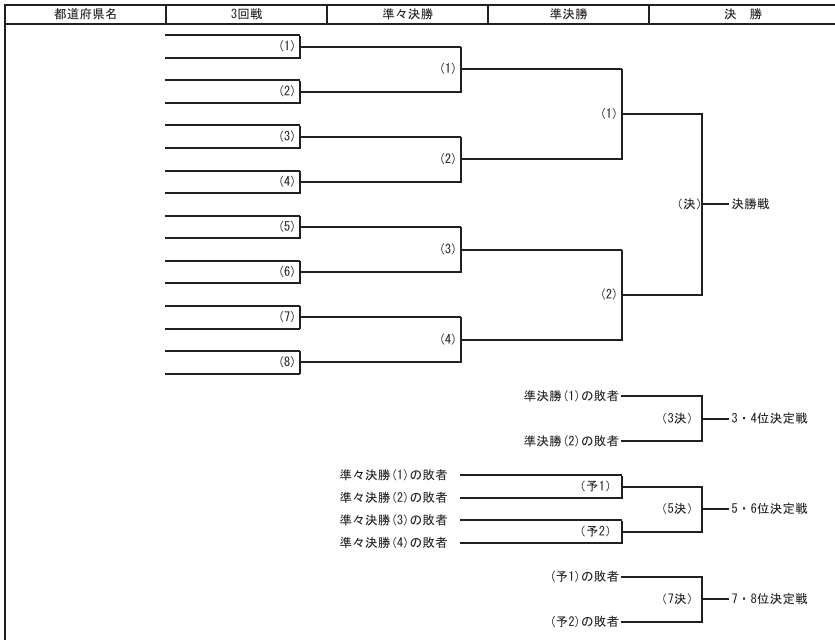 都道府県名 3回戦 準々決勝 準決勝 決　勝
(1)
(1)
(2)
(1)
(3)
(2)
(4)
(決) 決勝戦
(5)
(3)
(6)
(2)
(7)
(4)
(8)
準決勝(1)の敗者
(3決) 3・4位決定戦
準決勝(2)の敗者
準々決勝(1)の敗者
(予1)
準々決勝(2)の敗者
(5決) 5・6位決定戦
準々決勝(3)の敗者
(予2)
準々決勝(4)の敗者
(予1)の敗者
(7決) 7・8位決定戦
(予2)の敗者